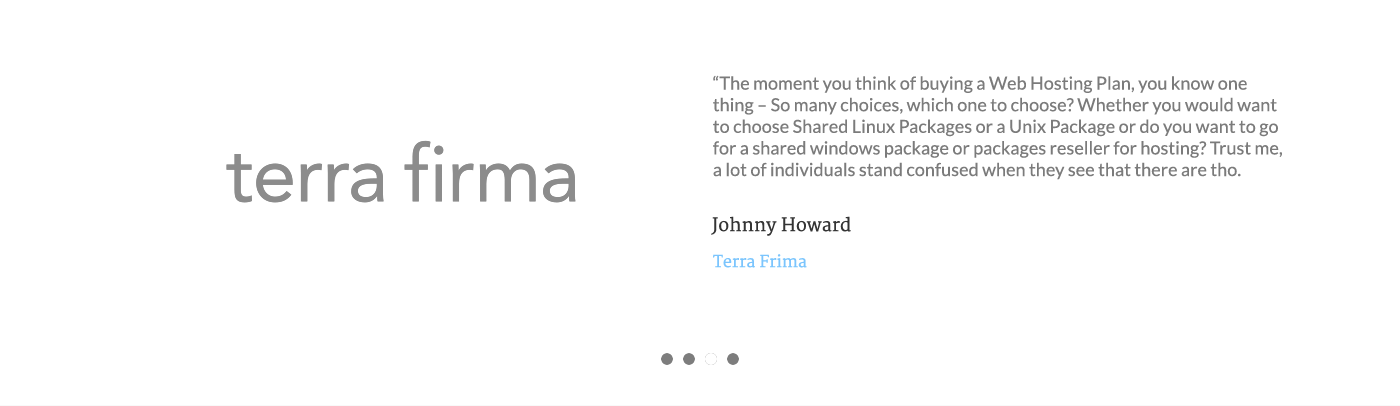 terra firma
“The moment you think of buying a Web Hosting Plan, you know one
thing – So many choices, which one to choose? Whether you would want
to choose Shared Linux Packages or a Unix Package or do you want to go
for a shared windows package or packages reseller for hosting? Trust me,
a lot of individuals stand confused when they see that there are tho.
Johnny Howard
Terra Frima